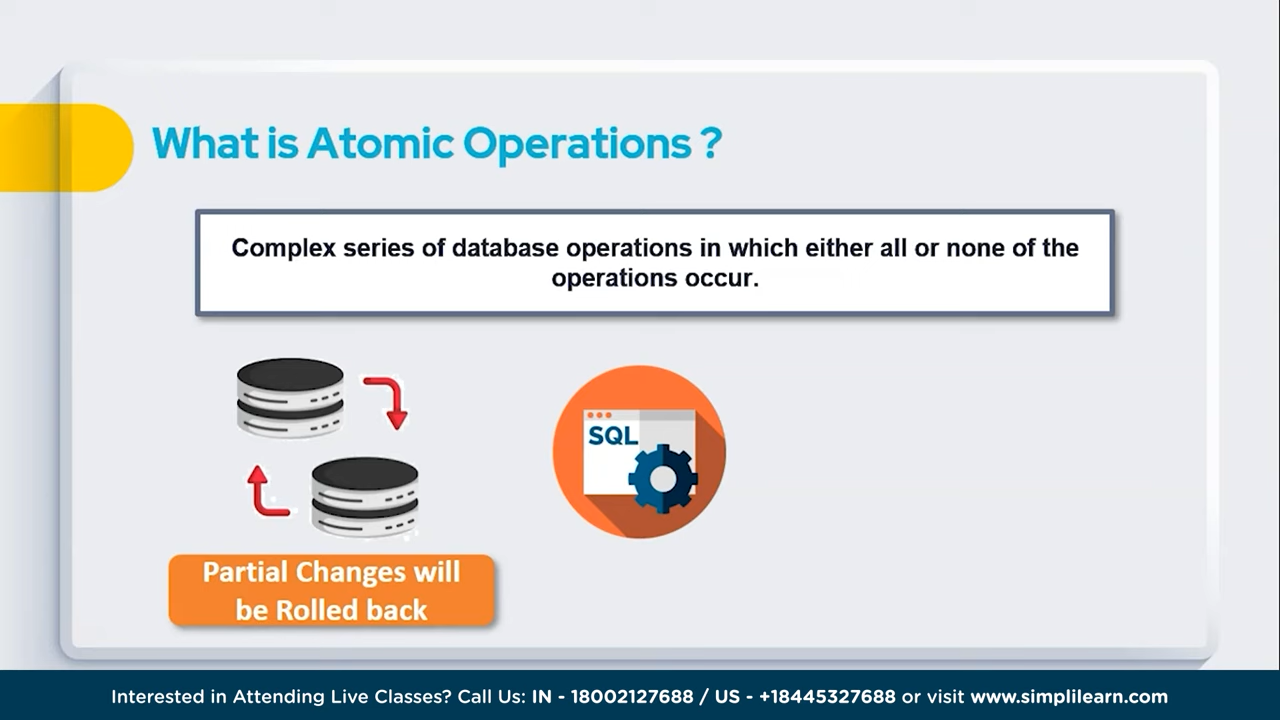 What is Atomic Operations ?
Complex series of database operations in which either all or none of the
operations occur.
SQL
Partial Changes will
be Rolled back
Interested in Attending Live Classes? Call Us: IN - 18002127688 / US - +18445327688 or visit www.simplilearn.com